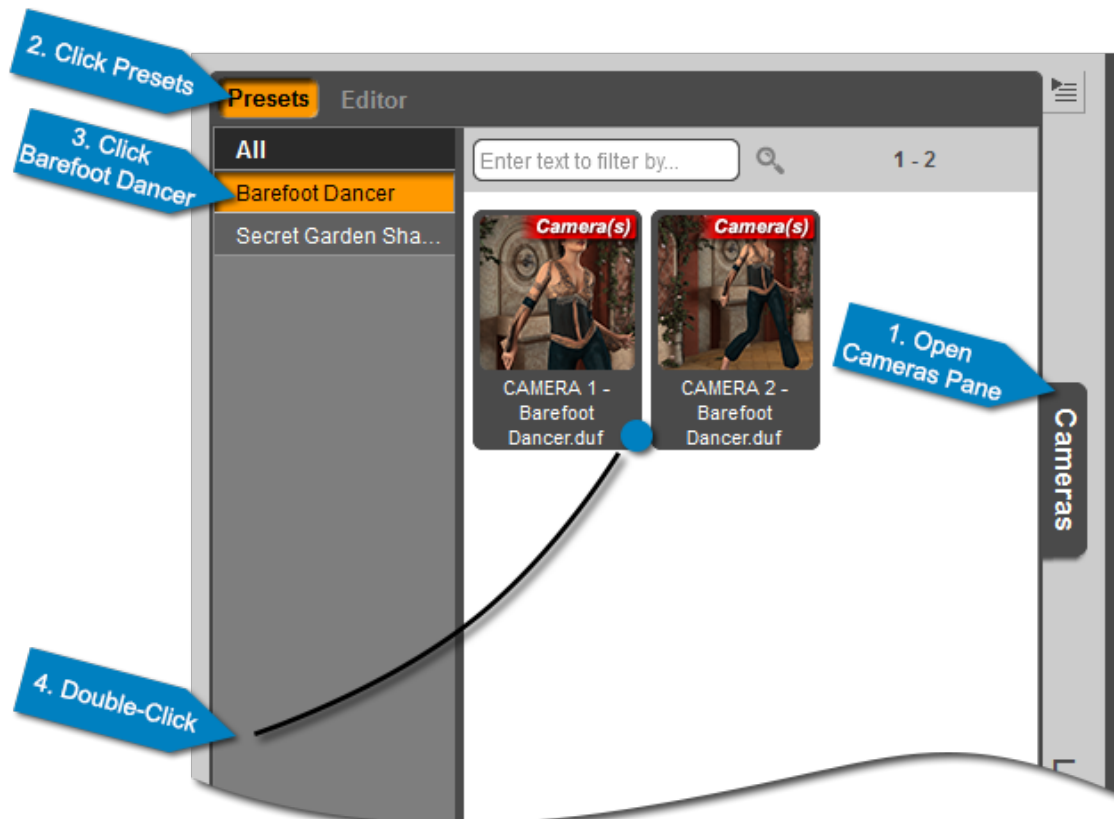 2. Click Presets
Presets Editor
3. Click
Barefoot Dancer
All
Enter text to filter by...
1 - 2
Barefoot Dancer
Secret Garden Sha...
Camera(s)
CAMERA 1 -
Barefoot
Dancer.duf
Camera(s)
CAMERA 2 -
Barefoot
Dancer.duf
1. Open
Cameras Pane
Cameras
4. Double-Click